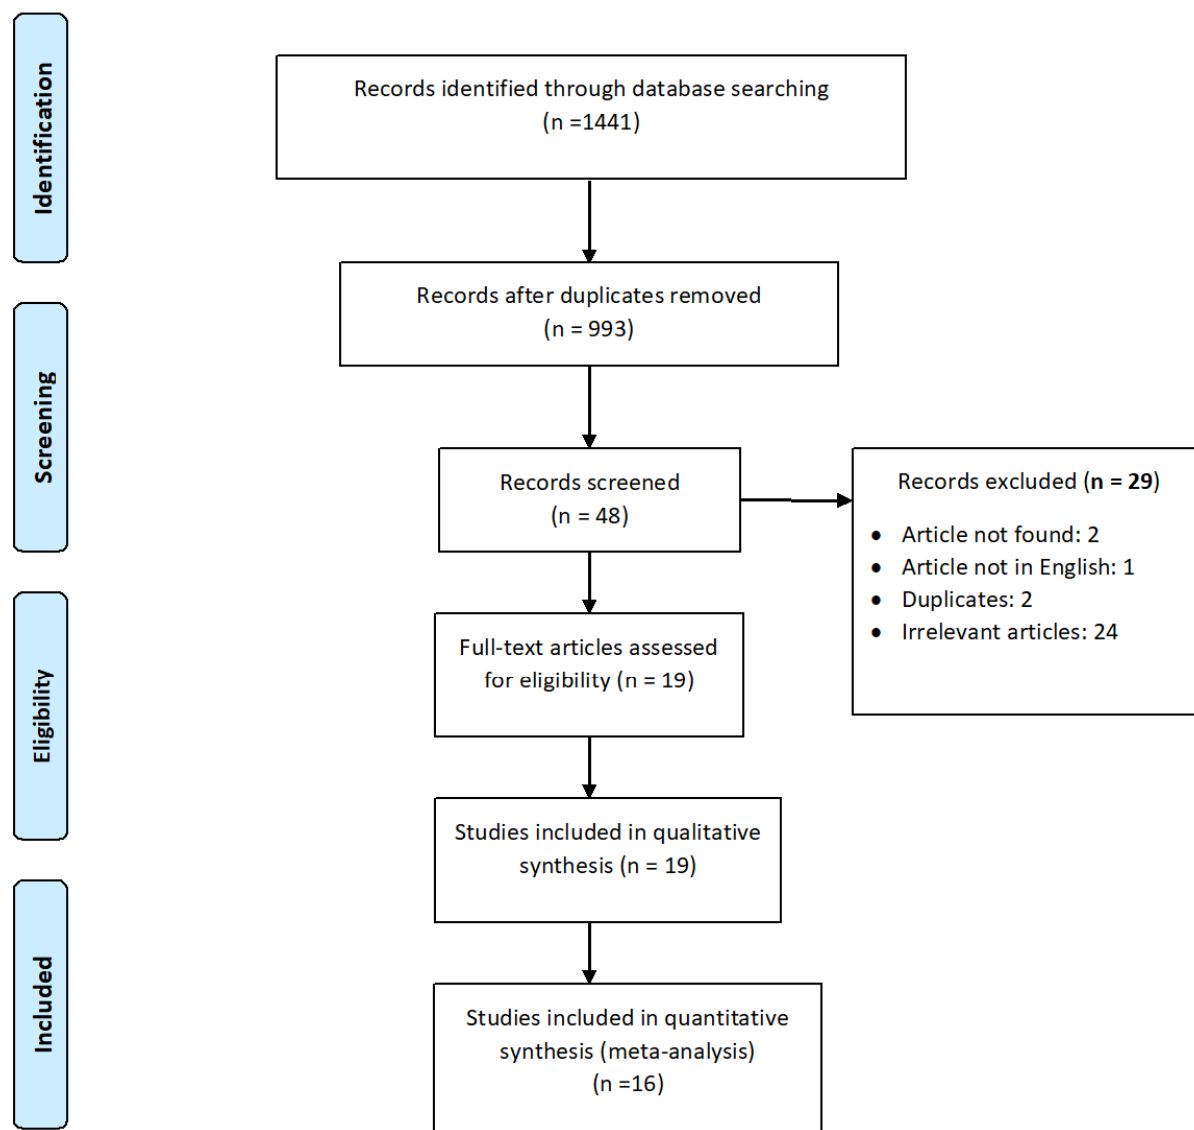 Identification
Records identified through database searching
(n =1441)
Records after duplicates removed
(n = 993)
Screening
Records screened
(n = 48)
Records excluded (n = 29)
● Article not found: 2
● Article not in English: 1
● Duplicates: 2
● Irrelevant articles: 24
Eligibility
Full-text articles assessed
for eligibility (n = 19)
Studies included in qualitative
synthesis (n = 19)
Included
Studies included in quantitative
synthesis (meta-analysis)
(n =16)